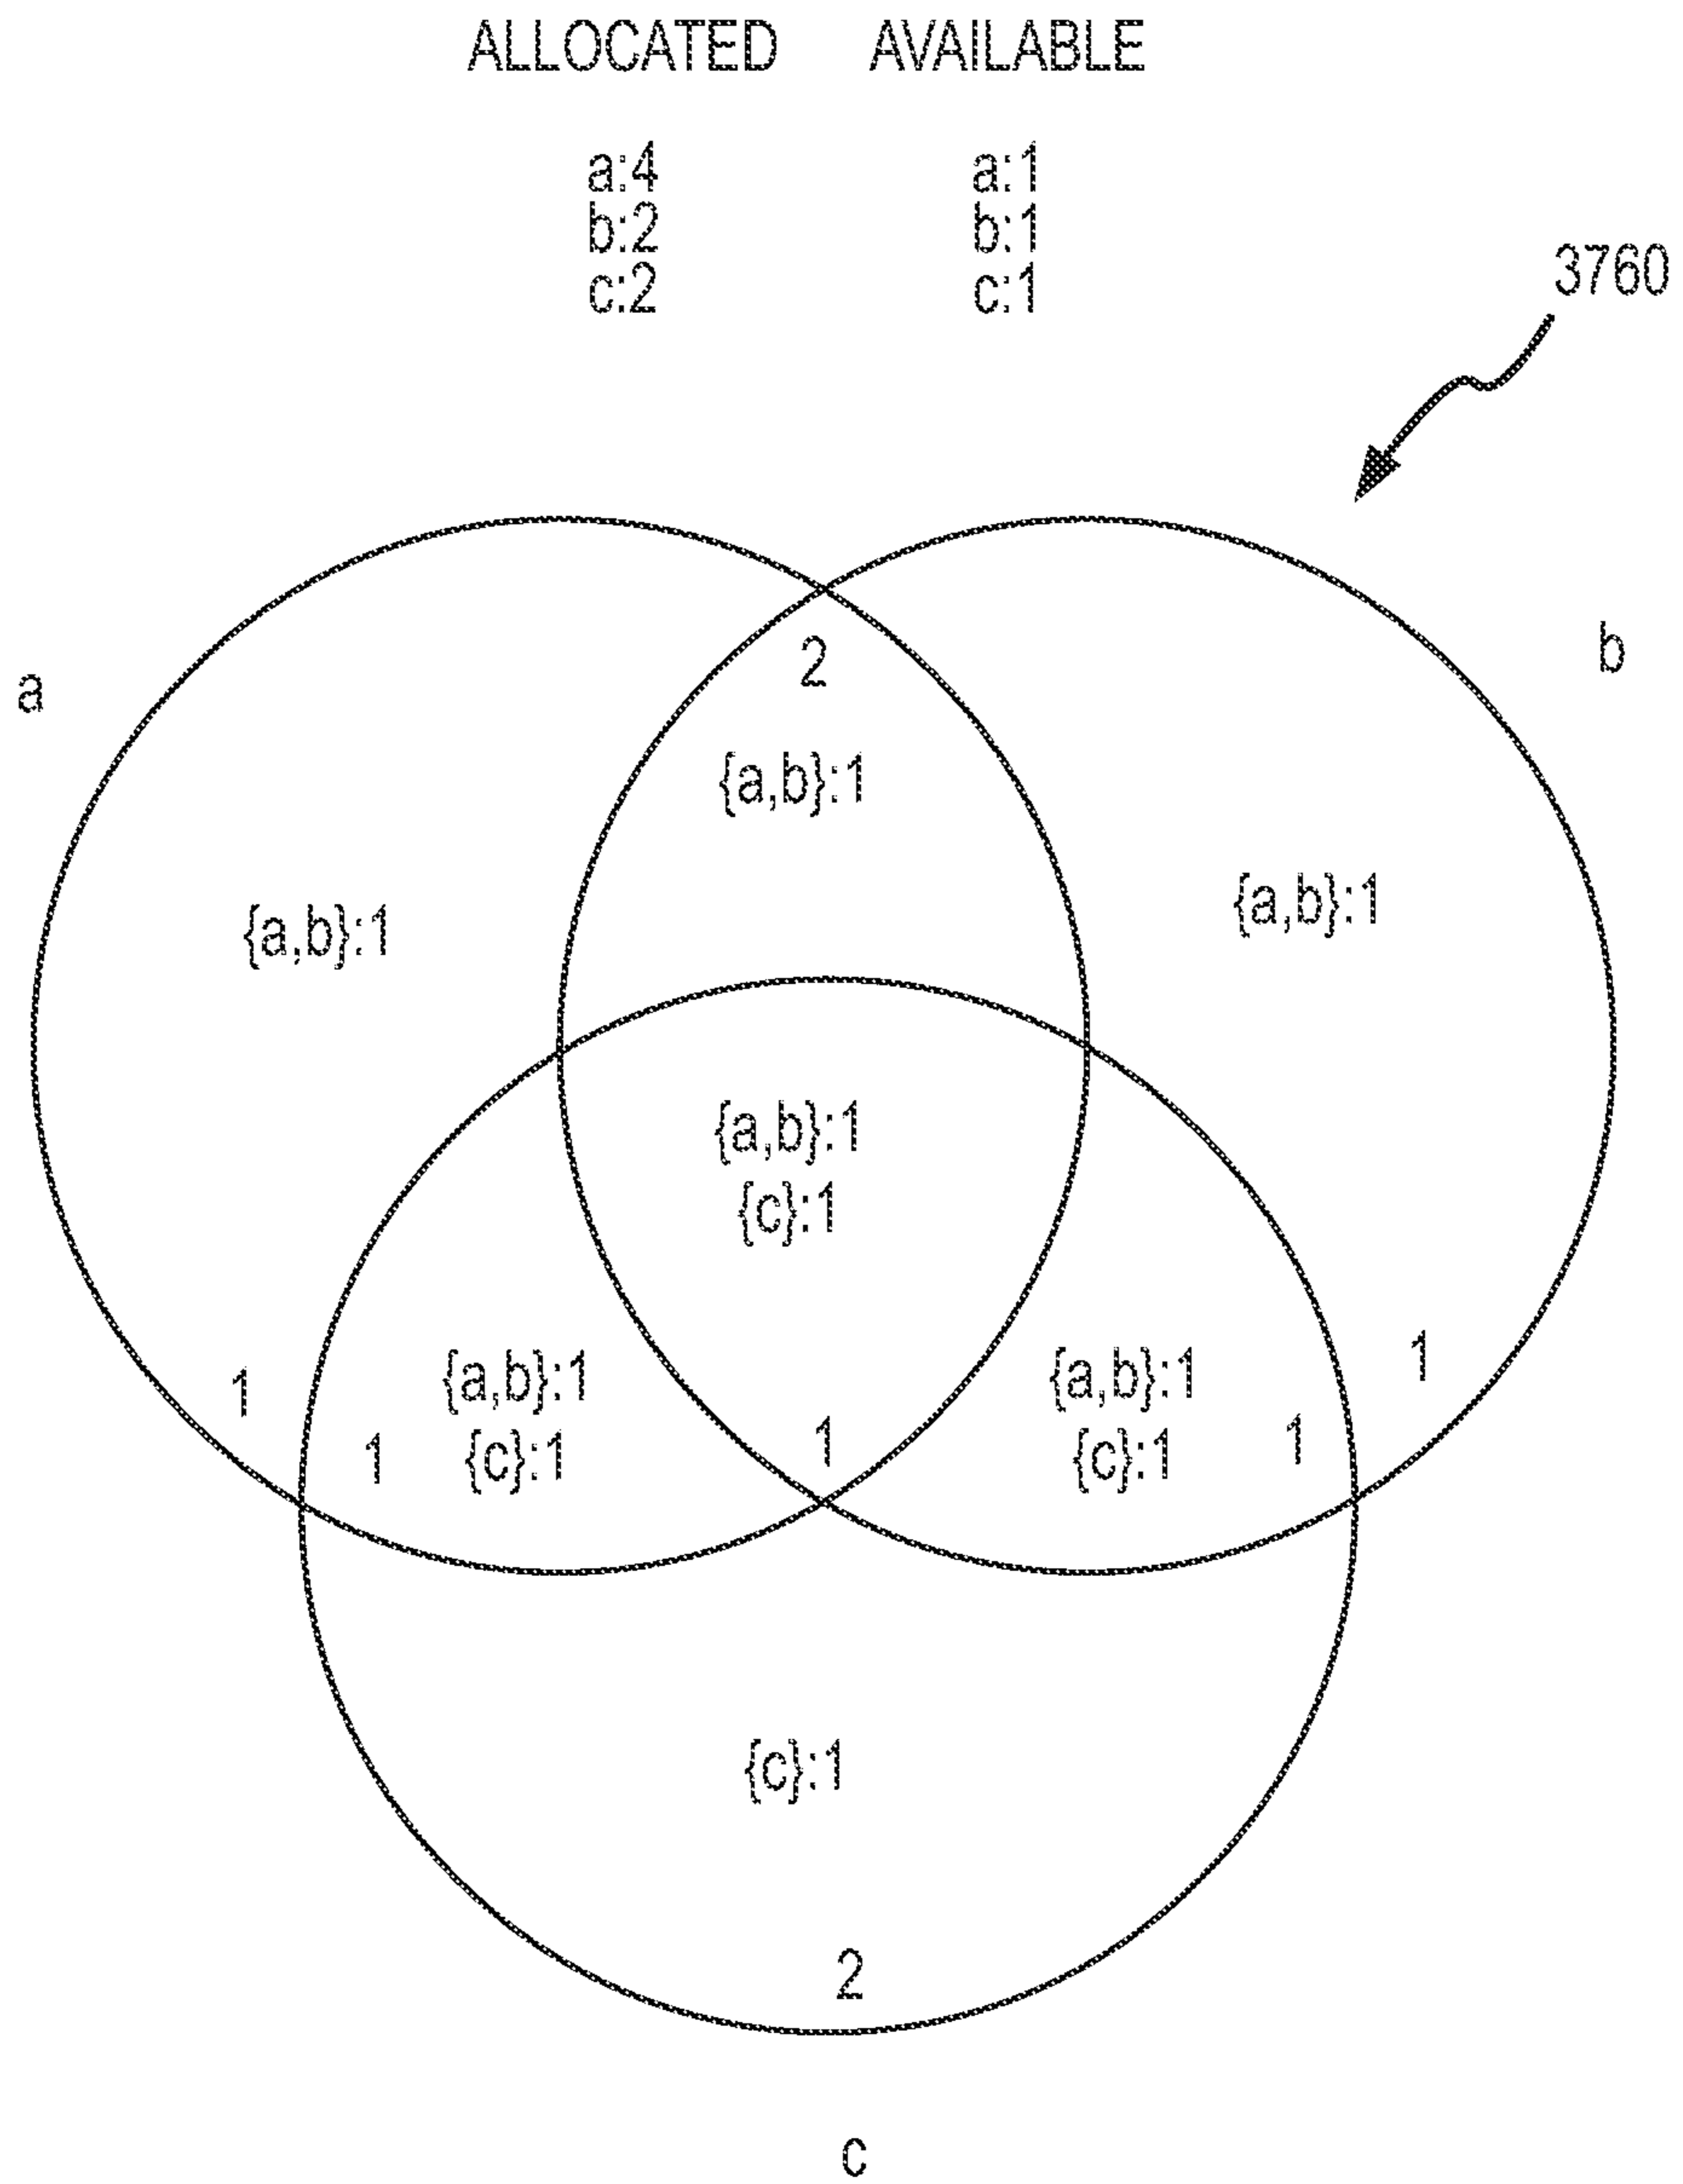 ALLOCATED AVAILABLE
a:4 a:1
b:2 b:1
c:2 c:1
3760
a
b
2
{a,b}:1
{a,b}:1
{a,b}:1
{a,b}:1
{c}:1
1
1
{a,b}:1
{c}:1
1
{a,b}:1
{c}:1
1
1
{c}:1
2
c